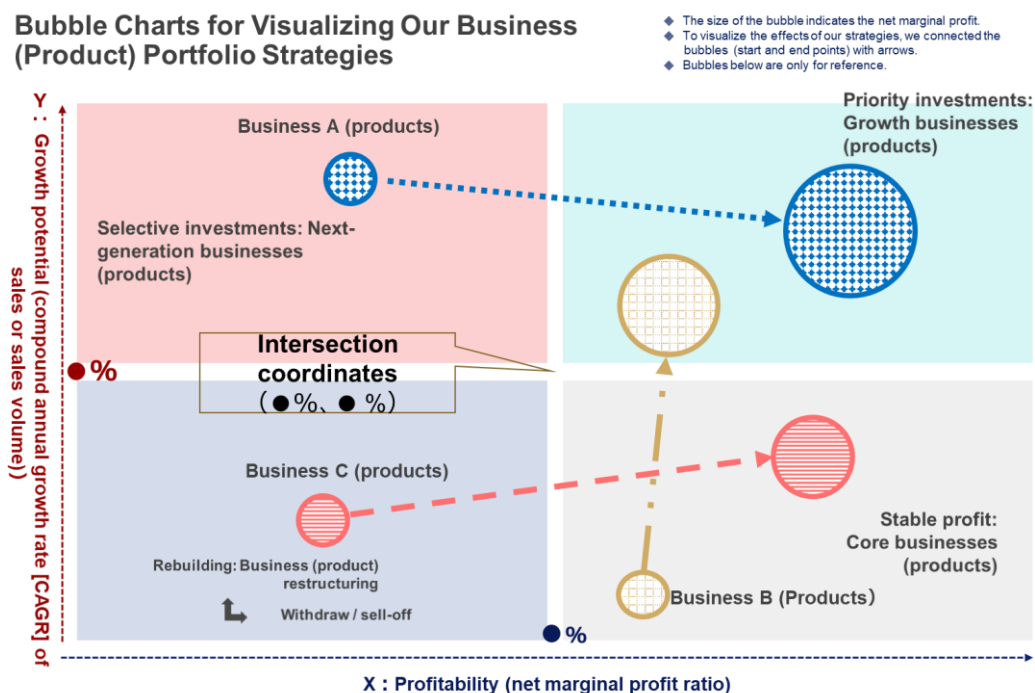 Bubble Charts for Visualizing Our Business
(Product) Portfolio Strategies
◆ The size of the bubble indicates the net marginal profit.
◆ To visualize the effects of our strategies, we connected the
bubbles (start and end points) with arrows.
◆ Bubbles below are only for reference.
Y：Growth potential (compound annual growth rate [CAGR] of
sales or sales volume))
Business A (products)
Priority investments:
Growth businesses
(products)
Selective investments: Next-
generation businesses
(products)
Intersection
coordinates
（●%、● %）
●%
Business C (products)
Stable profit:
Core businesses
(products)
Rebuilding: Business (product)
restructuring
Withdraw / sell-off
Business B (Products）
●%
X：Profitability (net marginal profit ratio)